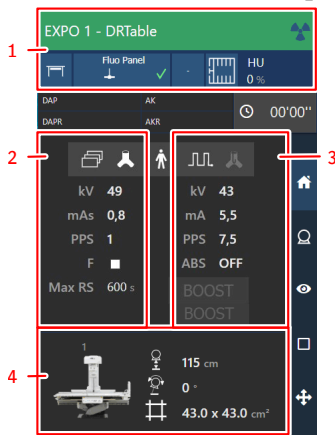 EXPO 1 - DRTable
1
Fluo Panel
HU
0 %
DAP
AK
00'00''
DAPR
AKR
2
3
kV 49
kV 43
mAs 0,8
mA 5,5
PPS 1
PPS 7,5
F
ABS OFF
Max RS 600 s
BOOST
BOOST
4
1
115 cm
0 °
43.0 x 43.0 cm²